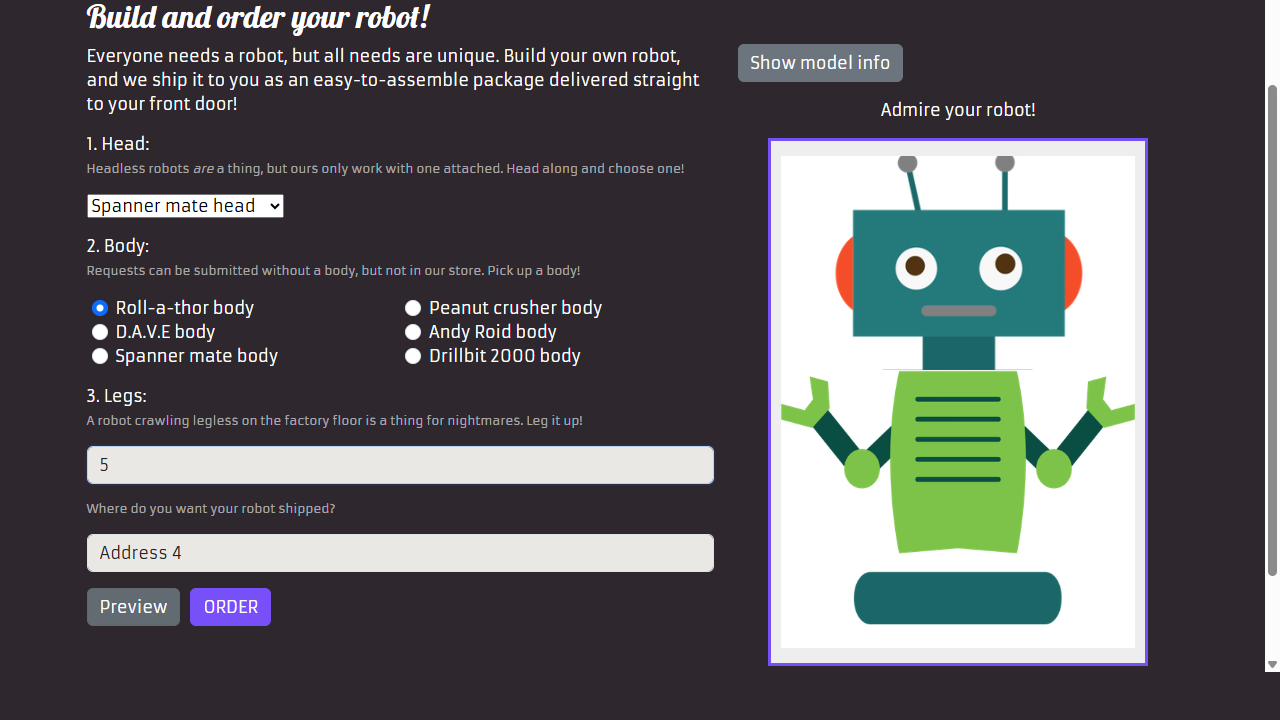 Build and order your robot!
Everyone needs a robot, but all needs are unique. Build your own robot,
and we ship it to you as an easy-to-assemble package delivered straight
to your front door!
1. Head:
Headless robots are a thing, but ours only work with one attached. Head along and choose one!
Spanner mate head
2. Body:
Requests can be submitted without a body, but not in our store. Pick up a body!
Roll-a-thor body
Peanut crusher body
D.A.V.E body
Andy Roid body
Spanner mate body
Drillbit 2000 body
3. Legs:
A robot crawling legless on the factory floor is a thing for nightmares. Leg it up!
5
Where do you want your robot shipped?
Address 4
Preview
ORDER
Show model info
Admire your robot!